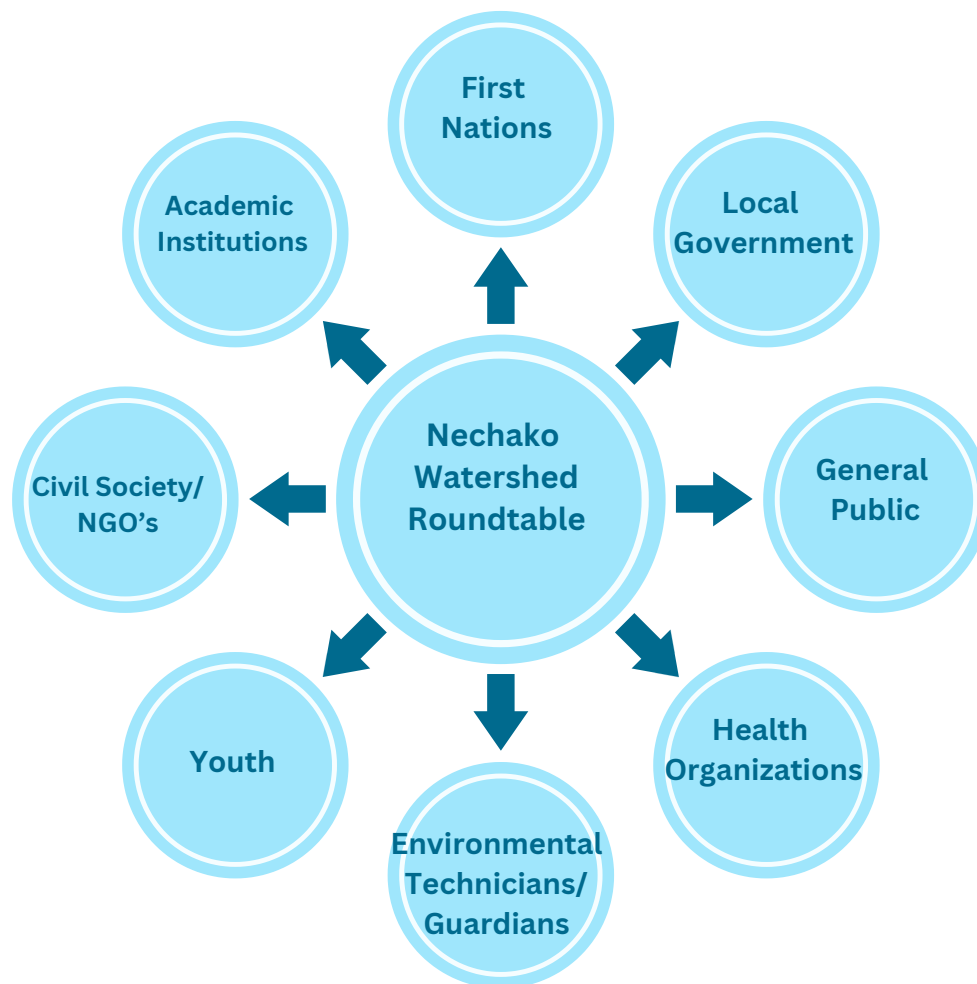 First
Nations
Local
Government
General
Public
Health
Organizations
Environmental
Technicians/
Guardians
Youth
Civil Society/
NGO’s
Academic
Institutions
Nechako
Watershed
Roundtable